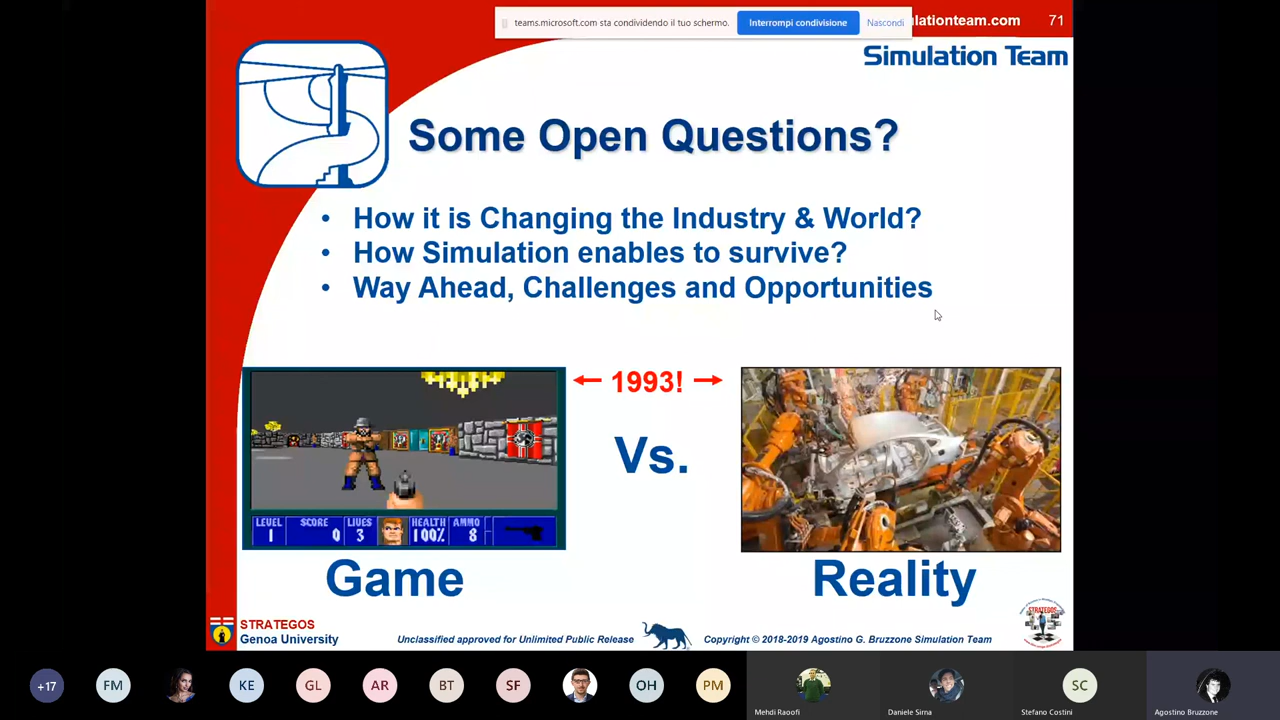 teams.microsoft.com sta condividendo il tuo schermo.
Interrompi condivisione
Nascondi
ulationteam.com
71
Simulation Team
Some Open Questions?
• How it is Changing the Industry & World?
• How Simulation enables to survive?
• Way Ahead, Challenges and Opportunities
1993!
Vs.
LEVEL SCORE LIVES HEALTH AMMO
1 0 3 100% 8
Game
Reality
STRATEGOS
Genoa University
Unclassified approved for Unlimited Public Release
Copyright © 2018-2019 Agostino G. Bruzzone Simulation Team
STRATEGOS
+17
FM
KE
GL
AR
BT
SF
OH
PM
SC
Mehdi Raoofi
Daniele Sirna
Stefano Costini
Agostino Bruzzone